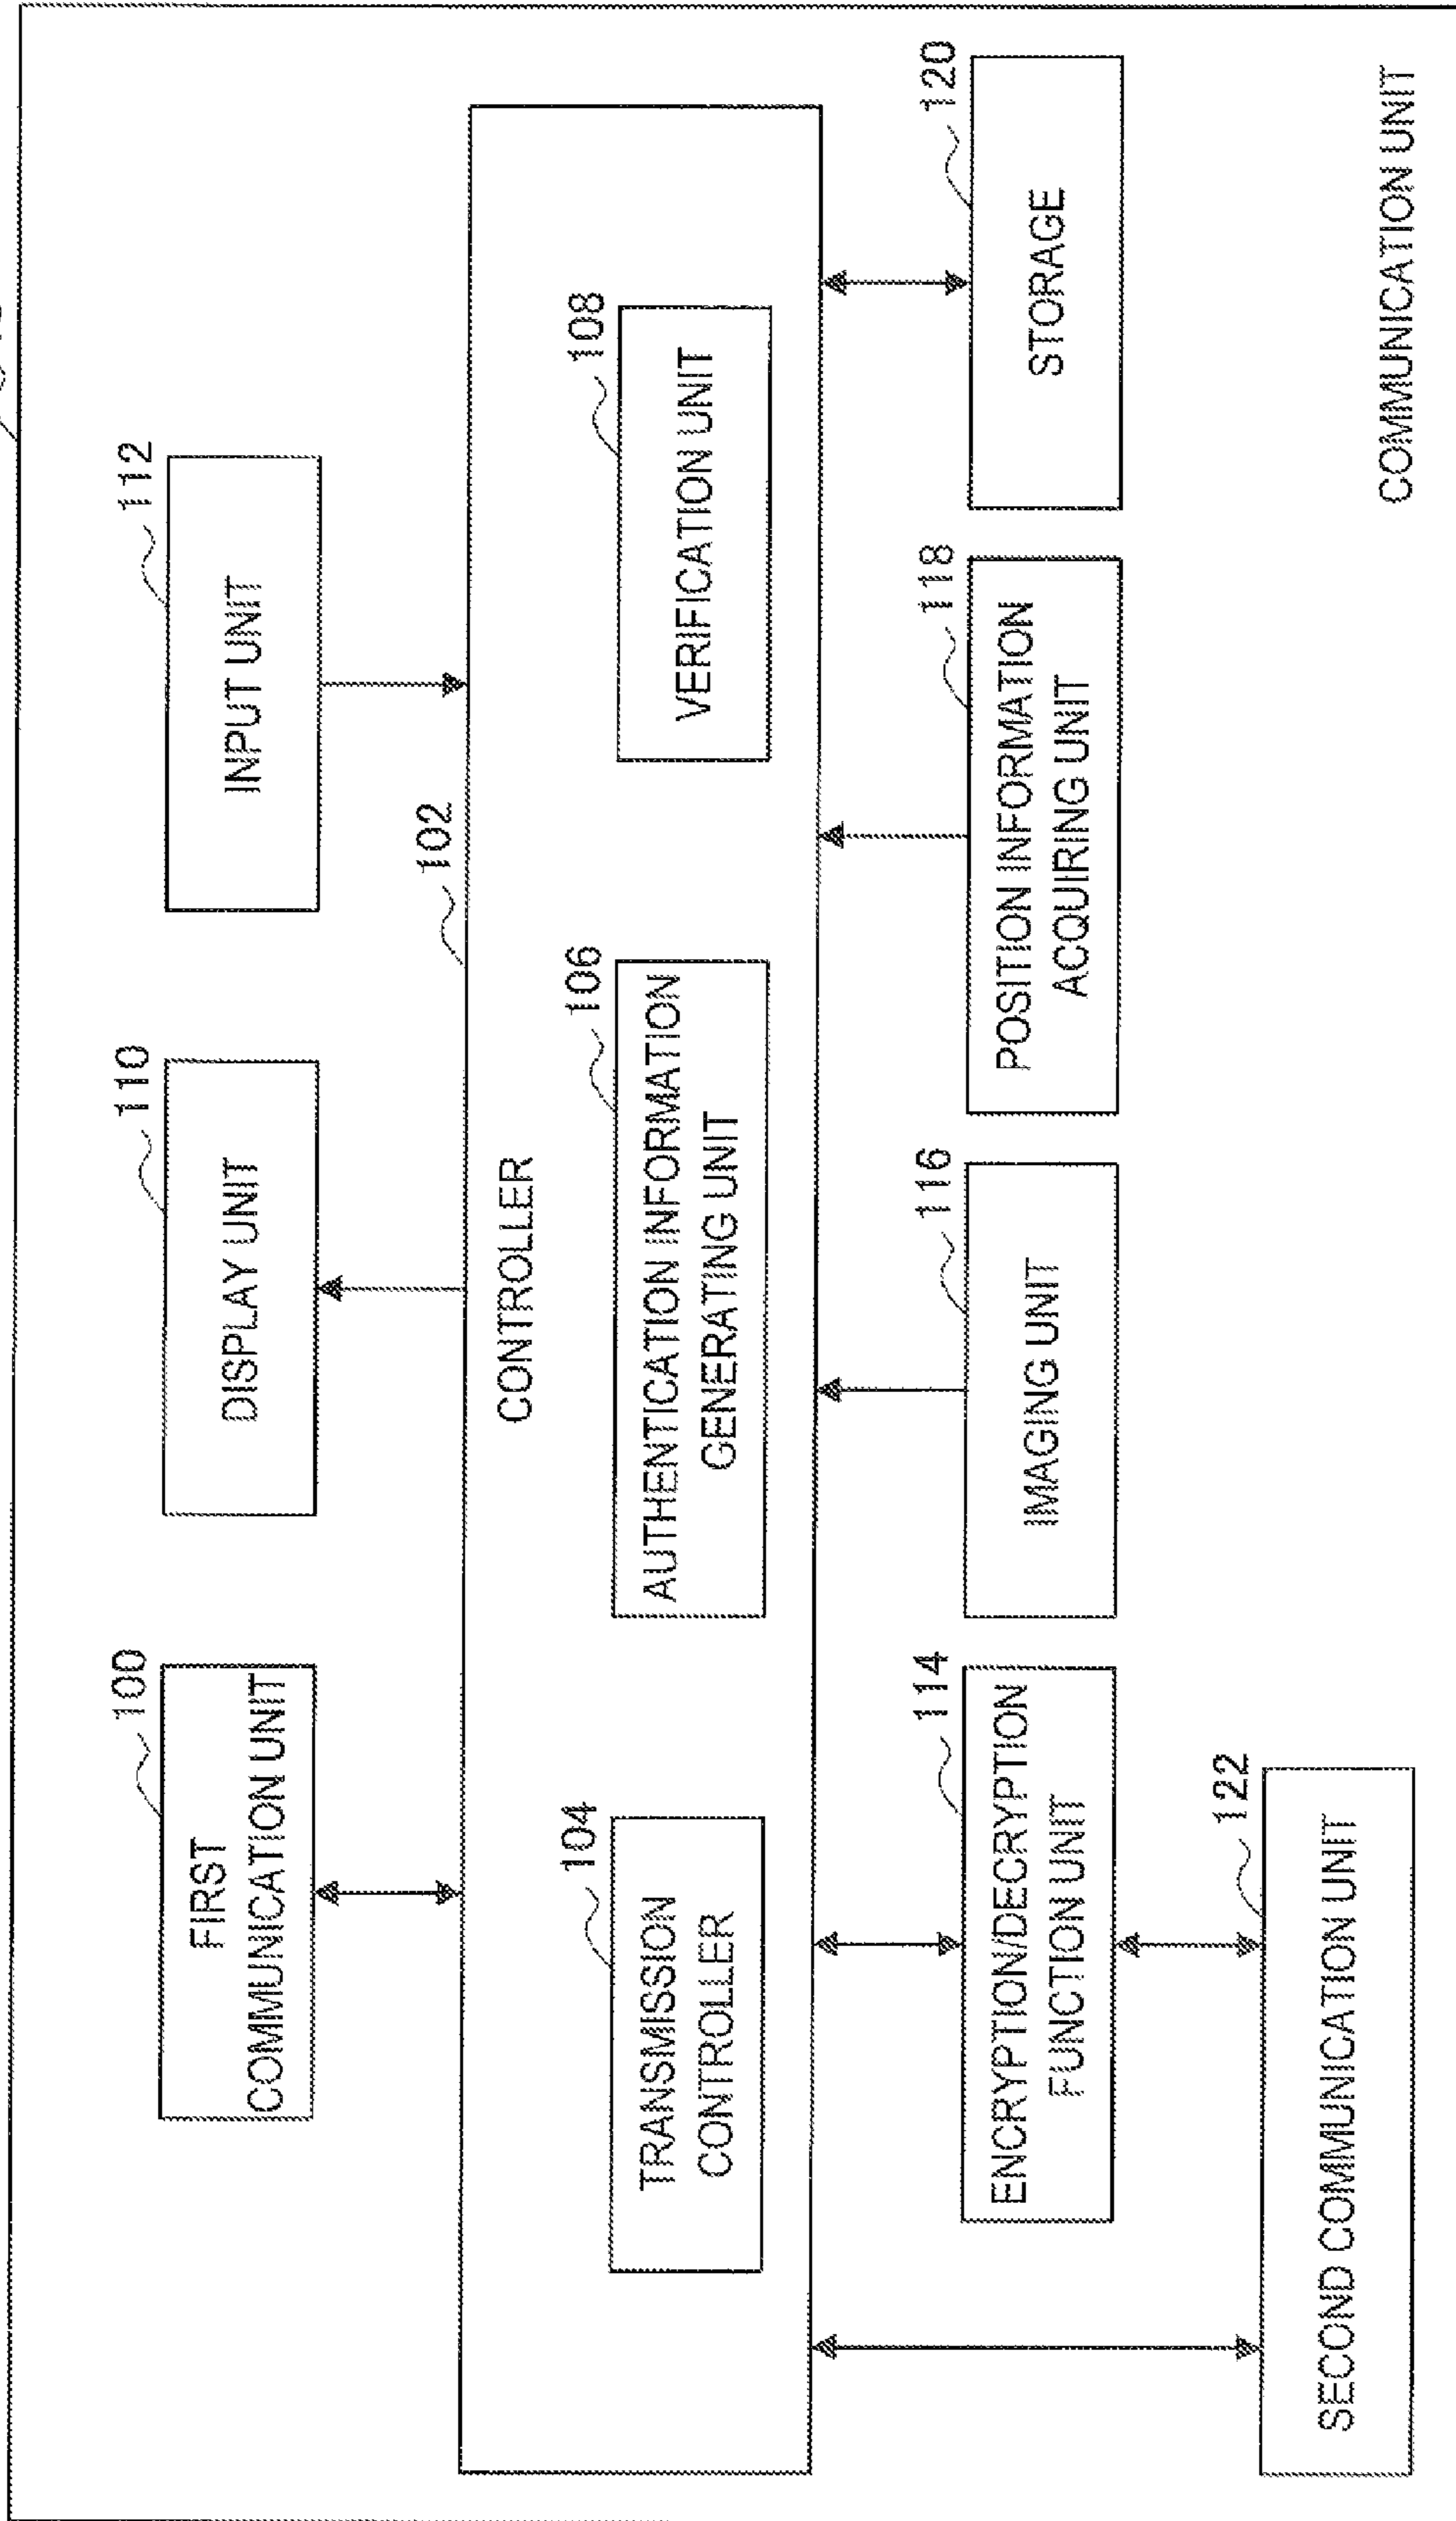 100
FIRST
COMMUNICATION UNIT
110
DISPLAY UNIT
112
INPUT UNIT
102
CONTROLLER
104
TRANSMISSION
CONTROLLER
106
AUTHENTICATION INFORMATION
GENERATING UNIT
108
VERIFICATION UNIT
114
ENCRYPTION/DECRYPTION
FUNCTION UNIT
116
IMAGING UNIT
118
POSITION INFORMATION
ACQUIRING UNIT
120
STORAGE
122
SECOND COMMUNICATION UNIT
COMMUNICATION UNIT